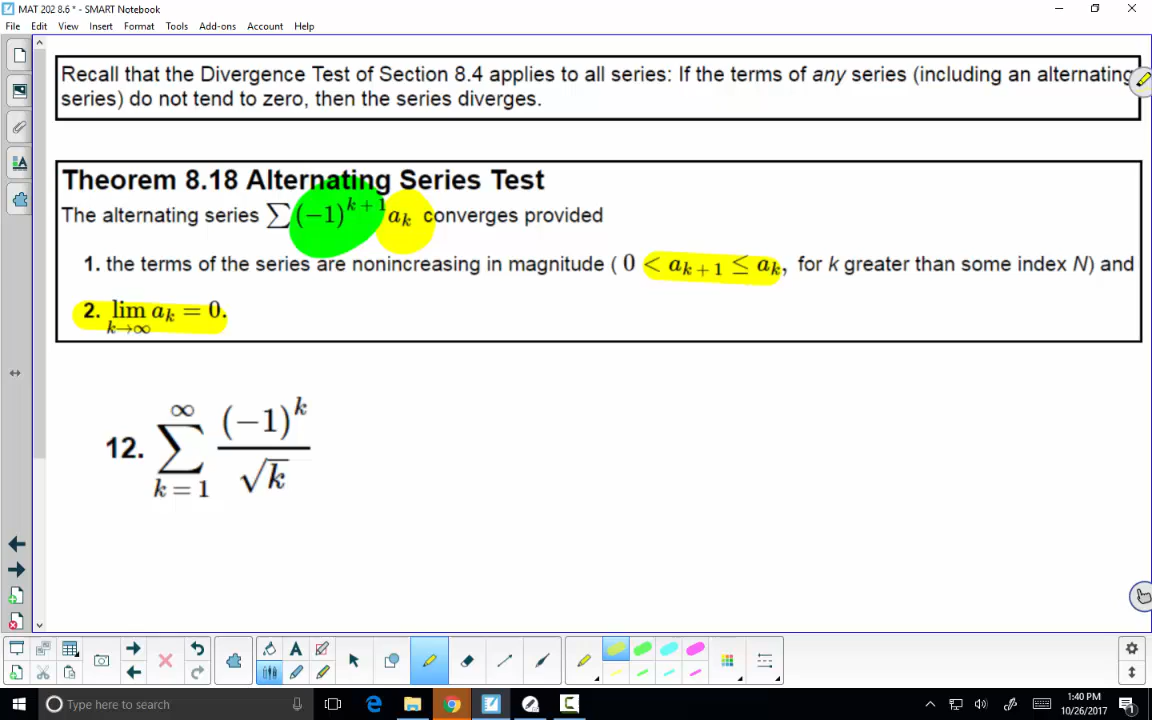 MAT 202 8.6 * - SMART Notebook
File Edit View Insert Format Tools Add-ons Account Help
Recall that the Divergence Test of Section 8.4 applies to all series: If the terms of any series (including an alternating
series) do not tend to zero, then the series diverges.
Theorem 8.18 Alternating Series Test
The alternating series ∑(−1)^{k+1} a_k converges provided
1. the terms of the series are nonincreasing in magnitude ( 0 < a_{k+1} ≤ a_k, for k greater than some index N) and
2. lim_{k→∞} a_k = 0.
12. ∑_{k=1}^{∞} (−1)^k / √k
Type here to search
1:40 PM
10/26/2017